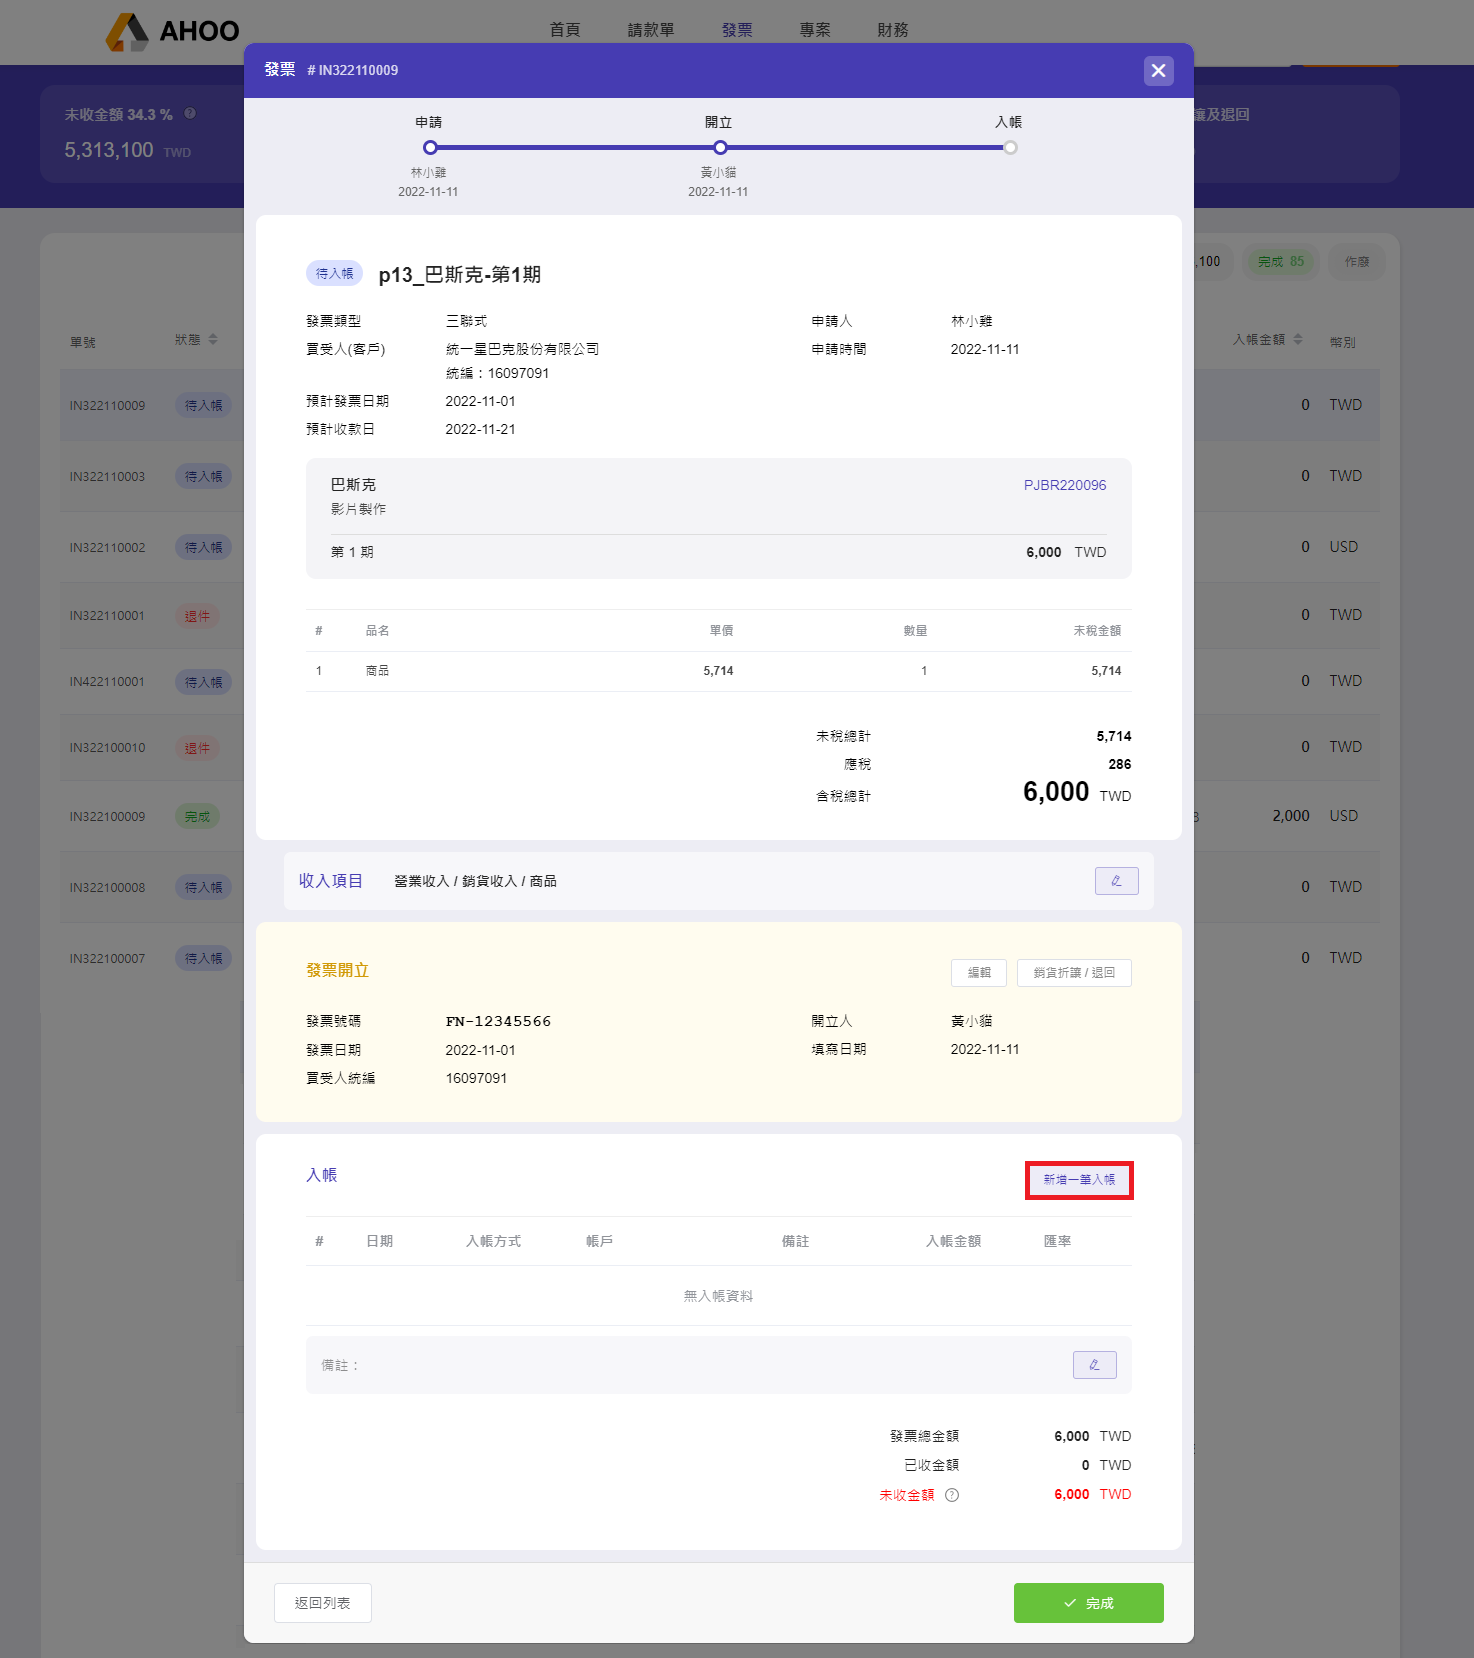 AHOO
首頁 請款單 發票 專案 財務
發票 # IN322110009
未收金額 34.3 %
5,313,100 TWD
讓及退回
申請 開立 入帳
林小雞 黃小貓
2022-11-11 2022-11-11
,100 完成 85 作廢
單號 狀態 入帳金額 幣別
IN322110009 待入帳 0 TWD
IN322110003 待入帳 0 TWD
IN322110002 待入帳 0 USD
IN322110001 退件 0 TWD
IN422110001 待入帳 0 TWD
IN322100010 退件 0 TWD
IN322100009 完成 2,000 USD
IN322100008 待入帳 0 TWD
IN322100007 待入帳 0 TWD
待入帳 p13_巴斯克-第1期
發票類型 三聯式 申請人 林小雞
買受人(客戶) 統一星巴克股份有限公司 申請時間 2022-11-11
統編：16097091
預計發票日期 2022-11-01
預計收款日 2022-11-21
巴斯克 PJBR220096
影片製作
第 1 期 6,000 TWD
# 品名 單價 數量 未稅金額
1 商品 5,714 1 5,714
未稅總計 5,714
應稅 286
含稅總計 6,000 TWD
收入項目 營業收入 / 銷貨收入 / 商品
發票開立 編輯 銷貨折讓 / 退回
發票號碼 FN-12345566 開立人 黃小貓
發票日期 2022-11-01 填寫日期 2022-11-11
買受人統編 16097091
入帳 新增一筆入帳
# 日期 入帳方式 帳戶 備註 入帳金額 匯率
無入帳資料
備註：
發票總金額 6,000 TWD
已收金額 0 TWD
未收金額 6,000 TWD
返回列表 完成